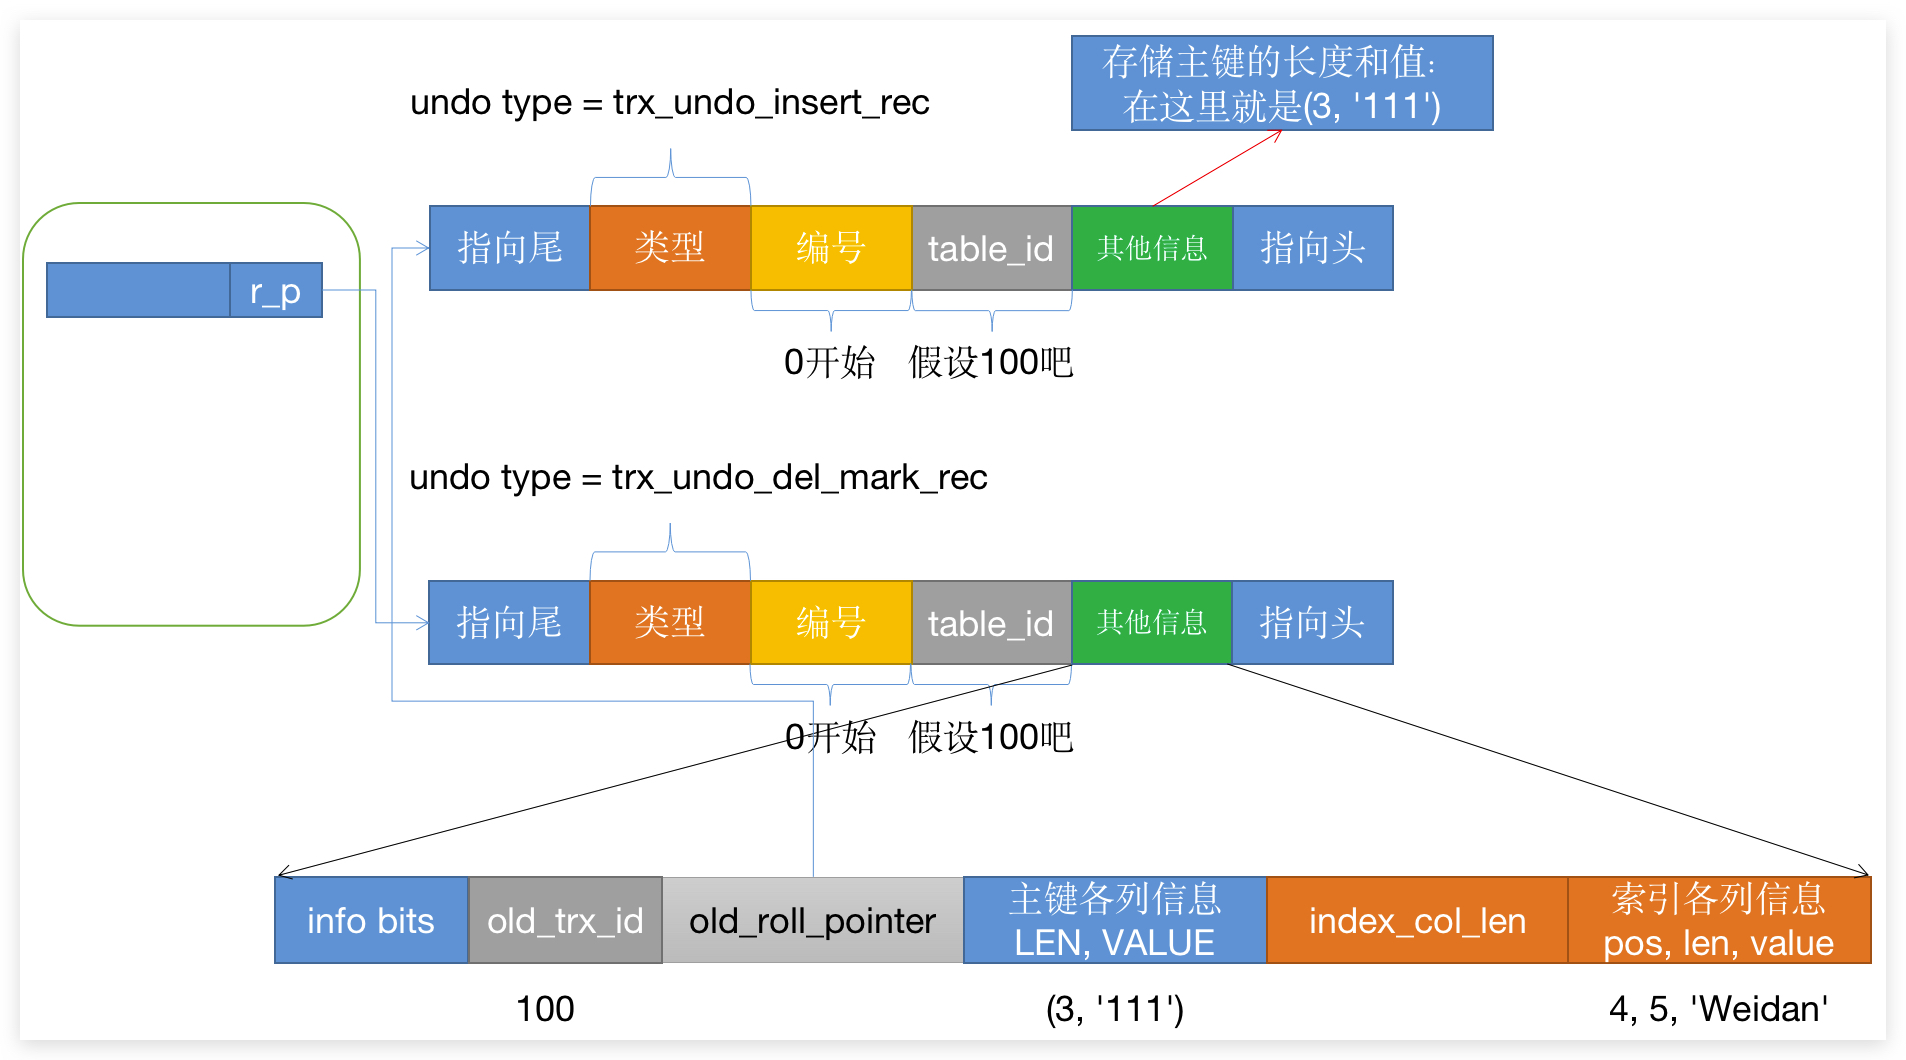 存储主键的长度和值：
在这里就是(3, '111')
undo type = trx_undo_insert_rec
指向尾
类型
编号
table_id
其他信息
指向头
r_p
0开始
假设100吧
undo type = trx_undo_del_mark_rec
指向尾
类型
编号
table_id
其他信息
指向头
0开始
假设100吧
info bits
old_trx_id
old_roll_pointer
主键各列信息
LEN, VALUE
index_col_len
索引各列信息
pos, len, value
100
(3, '111')
4, 5, 'Weidan'